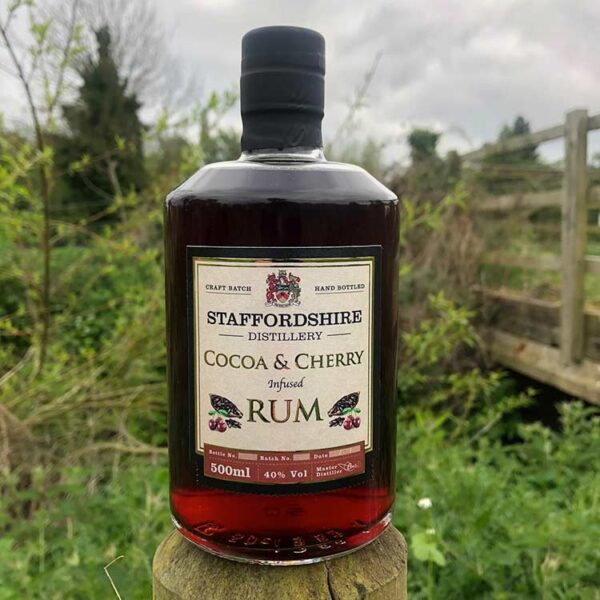 CRAFT BATCH HAND BOTTLED
STAFFORDSHIRE
DISTILLERY
COCOA & CHERRY
Infused
RUM
Bottle No. Batch No. Date
500ml 40% Vol Master Distiller